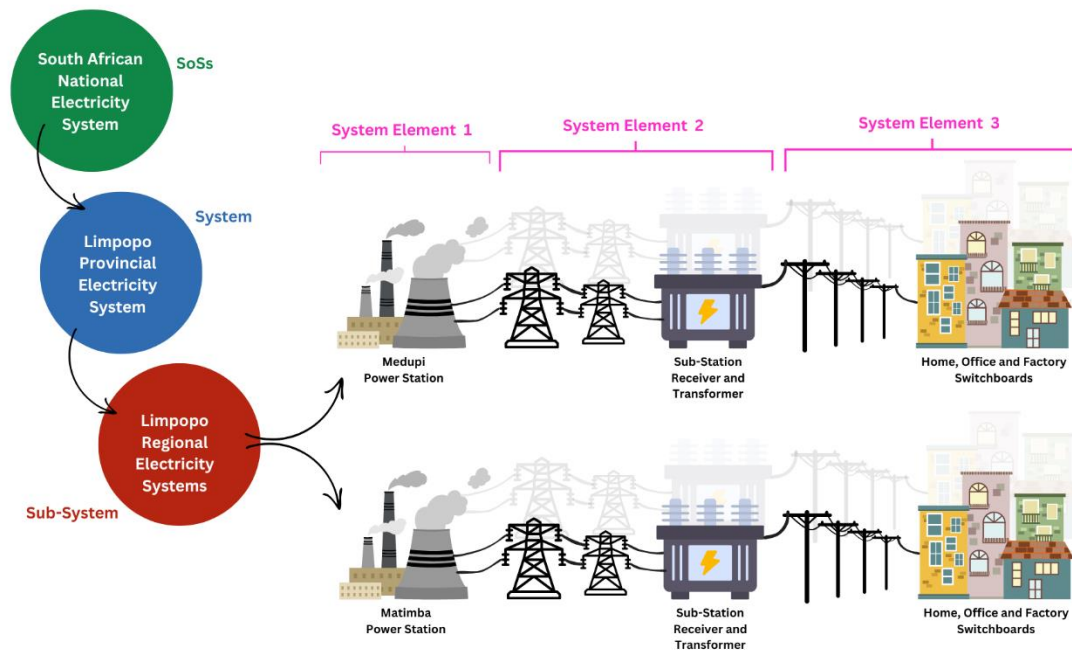 South African
National
Electricity
System
SoSs
System Element 1
System Element 2
System Element 3
System
Limpopo
Provincial
Electricity
System
Medupi
Power Station
Sub-Station
Receiver and
Transformer
Home, Office and Factory
Switchboards
Limpopo
Regional
Electricity
Systems
Sub-System
Matimba
Power Station
Sub-Station
Receiver and
Transformer
Home, Office and Factory
Switchboards